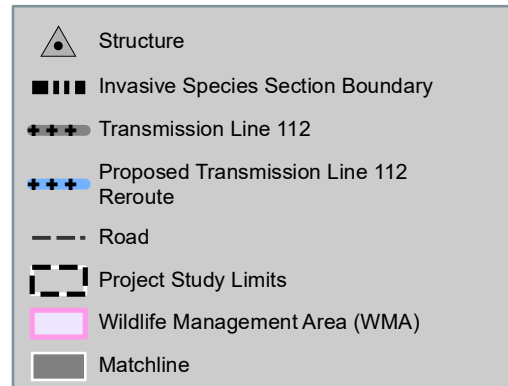 Structure
Invasive Species Section Boundary
Transmission Line 112
Proposed Transmission Line 112
Reroute
Road
Project Study Limits
Wildlife Management Area (WMA)
Matchline